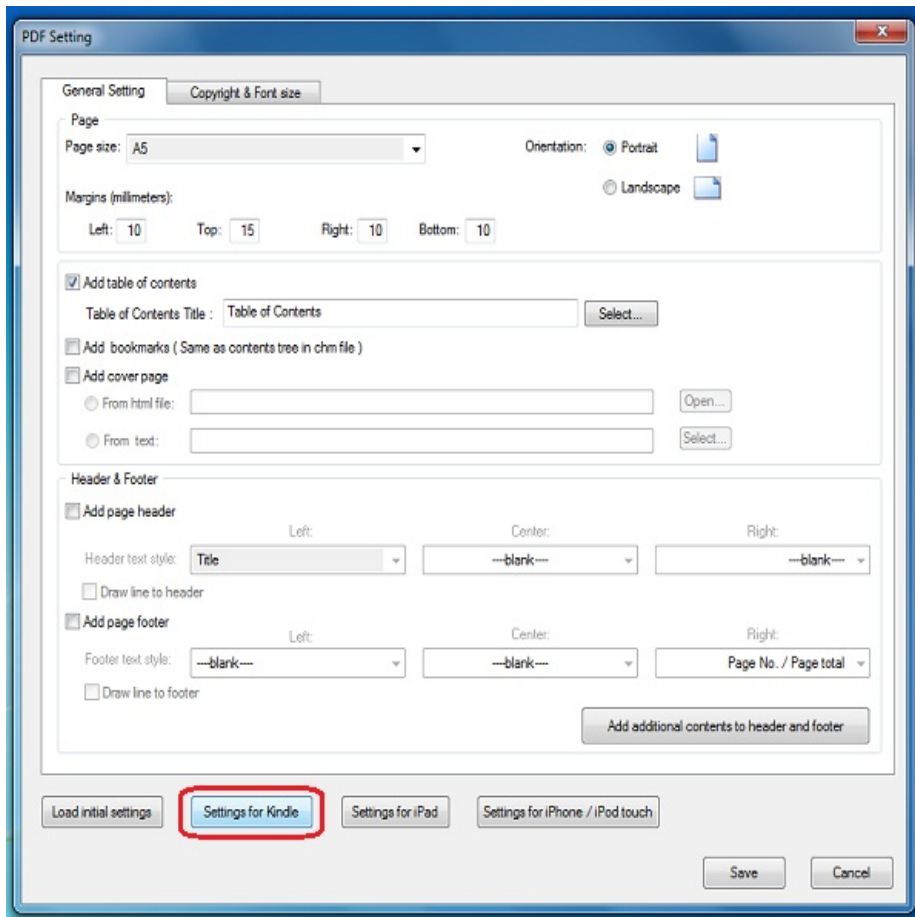 PDF Setting
General Setting Copyright & Font size
Page
Page size: A5 Orientation: Portrait
Landscape
Margins (millimeters):
Left: 10 Top: 15 Right: 10 Bottom: 10
Add table of contents
Table of Contents Title : Table of Contents Select...
Add bookmarks ( Same as contents tree in chm file )
Add cover page
From html file: Open...
From text: Select...
Header & Footer
Add page header
Left: Center: Right:
Header text style: Title ---blank--- ---blank---
Draw line to header
Add page footer
Left: Center: Right:
Footer text style: ---blank--- ---blank--- Page No. / Page total
Draw line to footer
Add additional contents to header and footer
Load initial settings Settings for Kindle Settings for iPad Settings for iPhone / iPod touch
Save Cancel